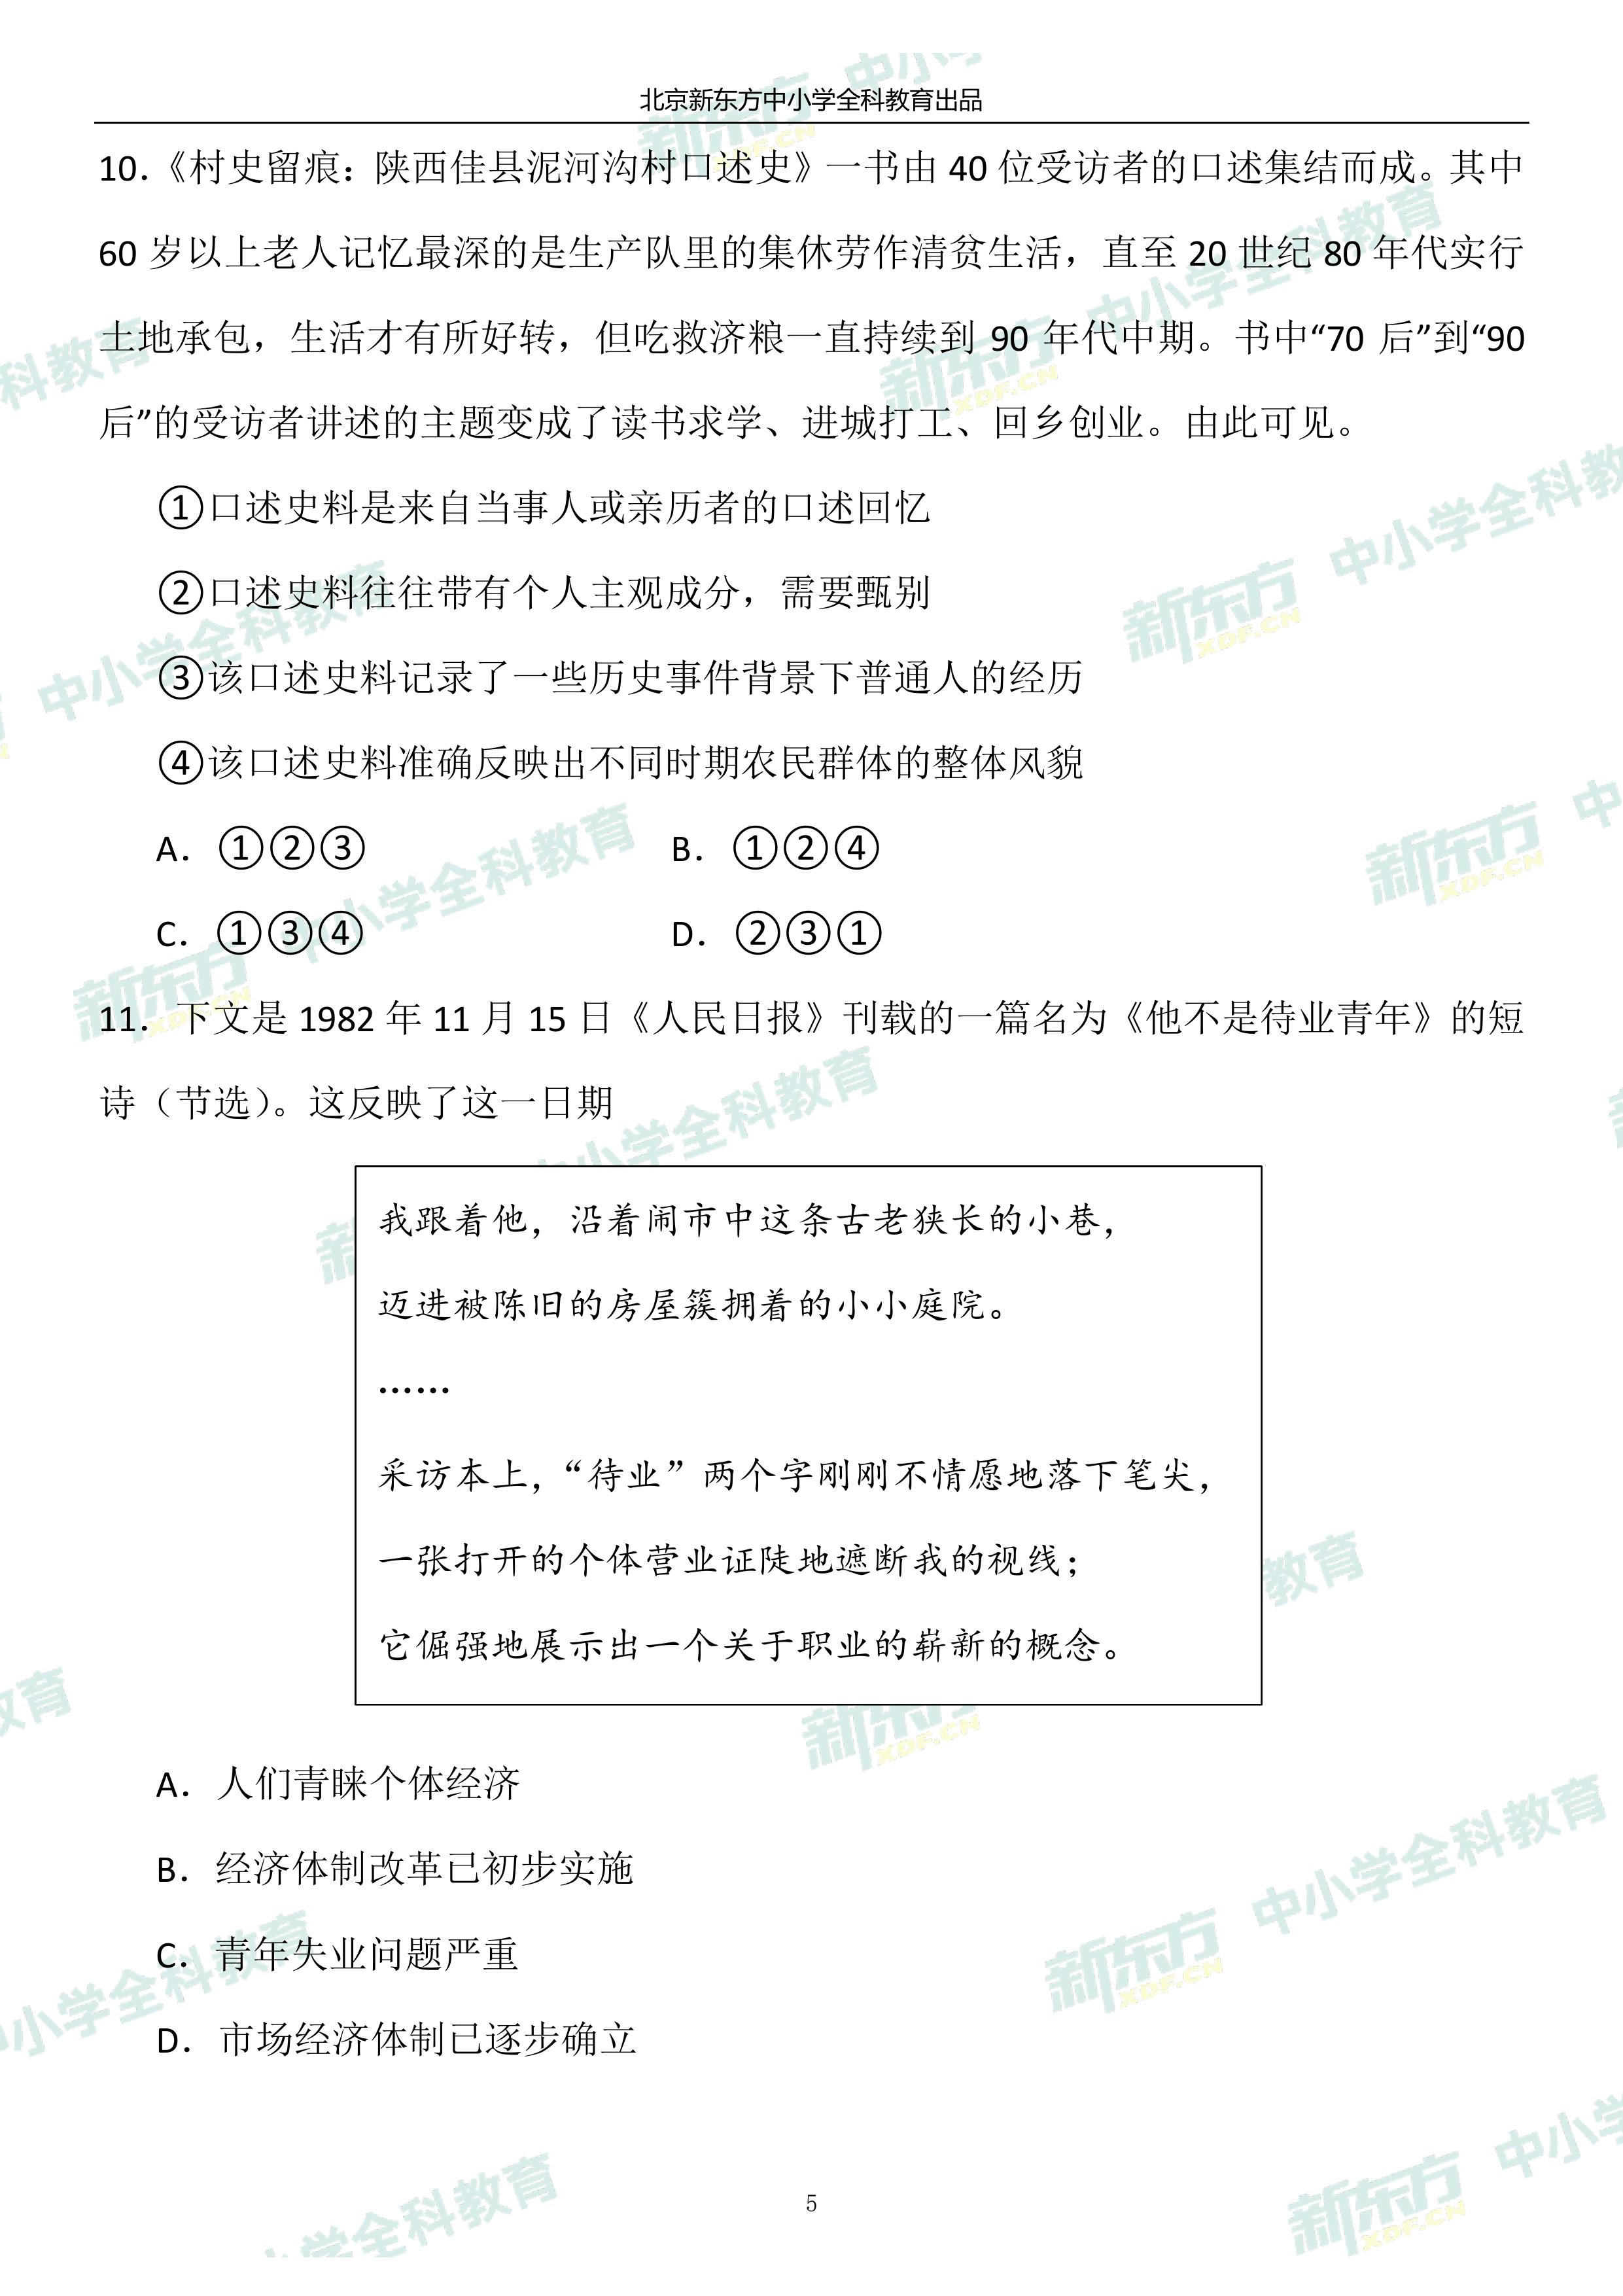 北京新东方中小学全科教育出品
10.《村史留痕：陕西佳县泥河沟村口述史》一书由 40 位受访者的口述集结而成。其中
60 岁以上老人记忆最深的是生产队里的集休劳作清贫生活，直至 20 世纪 80 年代实行
土地承包，生活才有所好转，但吃救济粮一直持续到 90 年代中期。书中“70 后”到“90
后”的受访者讲述的主题变成了读书求学、进城打工、回乡创业。由此可见。
①口述史料是来自当事人或亲历者的口述回忆
②口述史料往往带有个人主观成分，需要甄别
③该口述史料记录了一些历史事件背景下普通人的经历
④该口述史料准确反映出不同时期农民群体的整体风貌
A. ①②③ B. ①②④
C. ①③④ D. ②③①
11. 下文是 1982 年 11 月 15 日《人民日报》刊载的一篇名为《他不是待业青年》的短
诗（节选）。这反映了这一日期
我跟着他，沿着闹市中这条古老狭长的小巷，
迈进被陈旧的房屋簇拥着的小小庭院。
……
采访本上，“待业”两个字刚刚不情愿地落下笔尖，
一张打开的个体营业证陡地遮断我的视线；
它倔强地展示出一个关于职业的崭新的概念。
A. 人们青睐个体经济
B. 经济体制改革已初步实施
C. 青年失业问题严重
D. 市场经济体制已逐步确立
5
新东方 XDF.CN 中小学全科教育